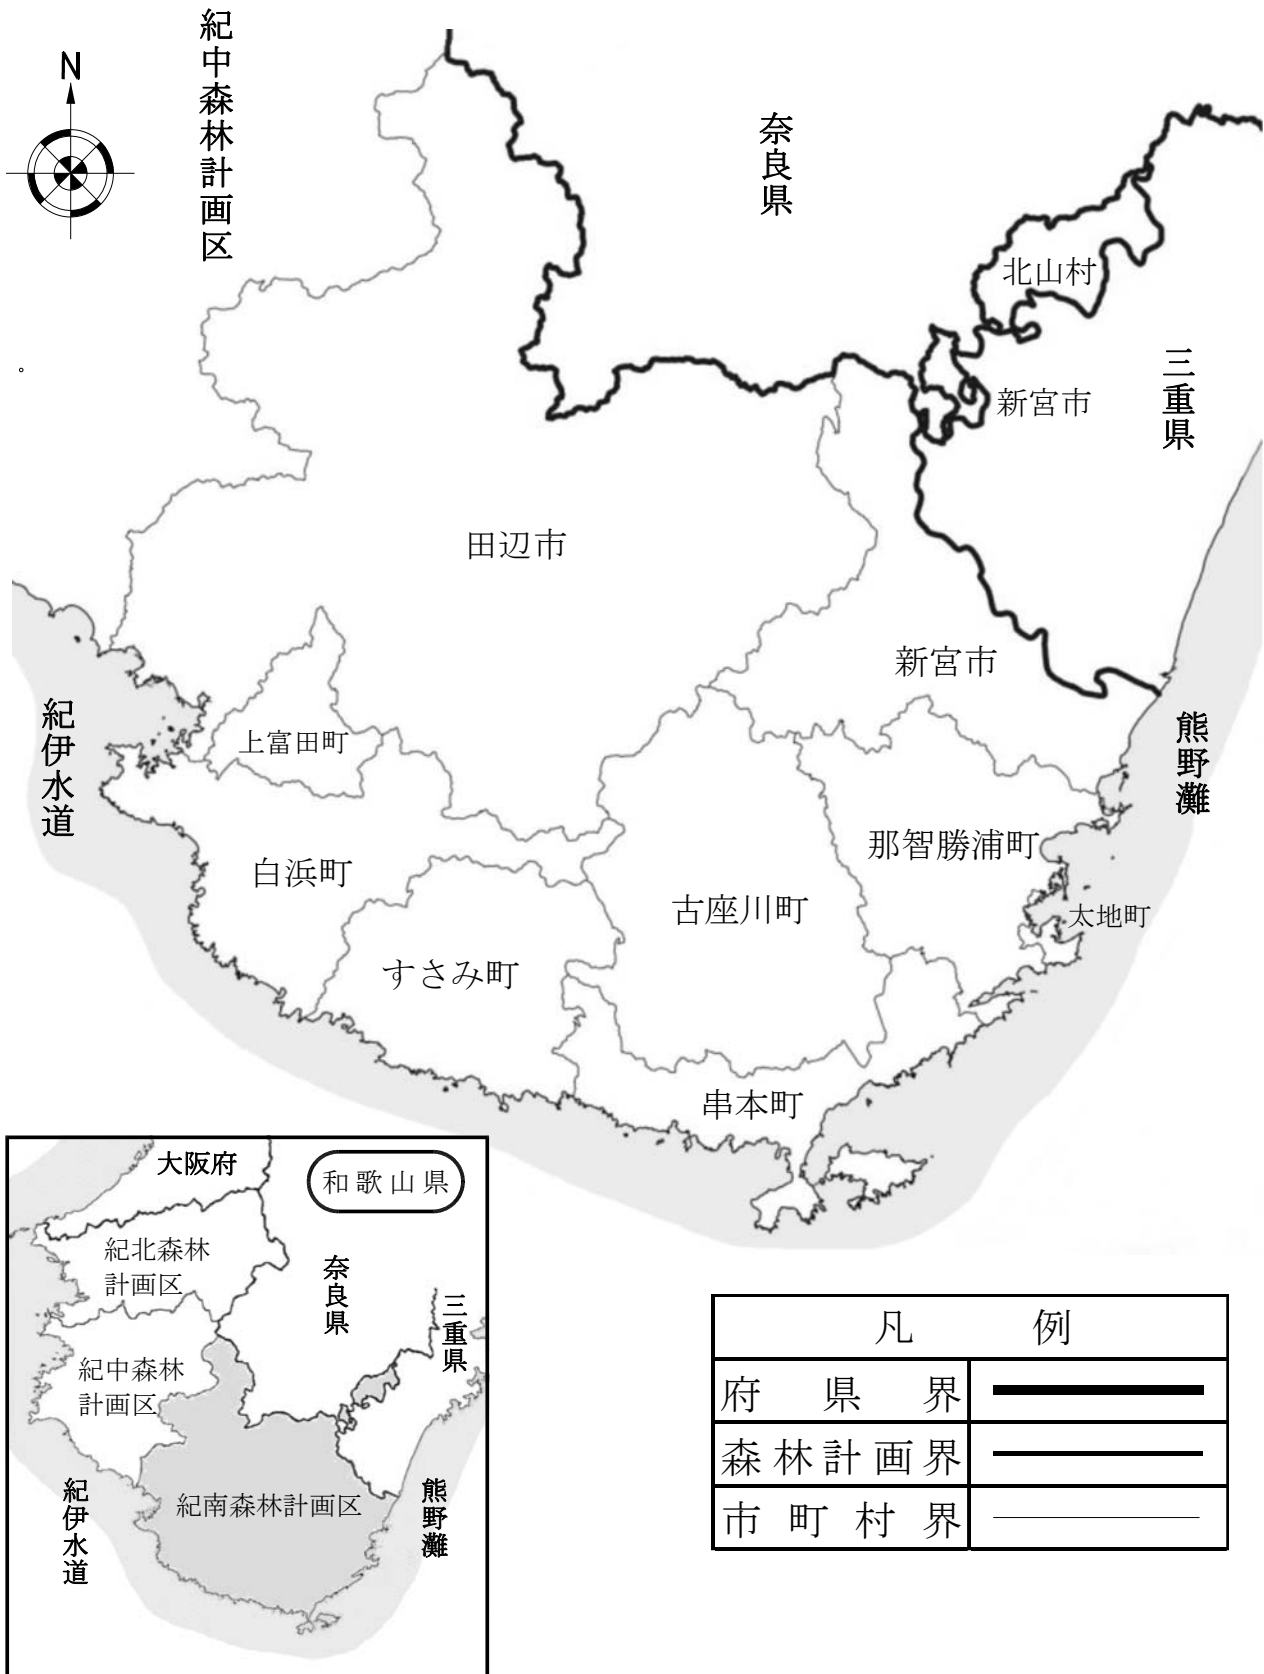 紀中森林計画区
N
奈良県
北山村
三重県
新宮市
田辺市
新宮市
紀伊水道
上富田町
熊野灘
那智勝浦町
白浜町
古座川町
太地町
すさみ町
串本町
大阪府
和歌山県
紀北森林
計画区
奈良県
三重県
紀中森林
計画区
紀南森林計画区
紀伊水道
熊野灘
凡 例
府 県 界
森林計画界
市 町 村 界